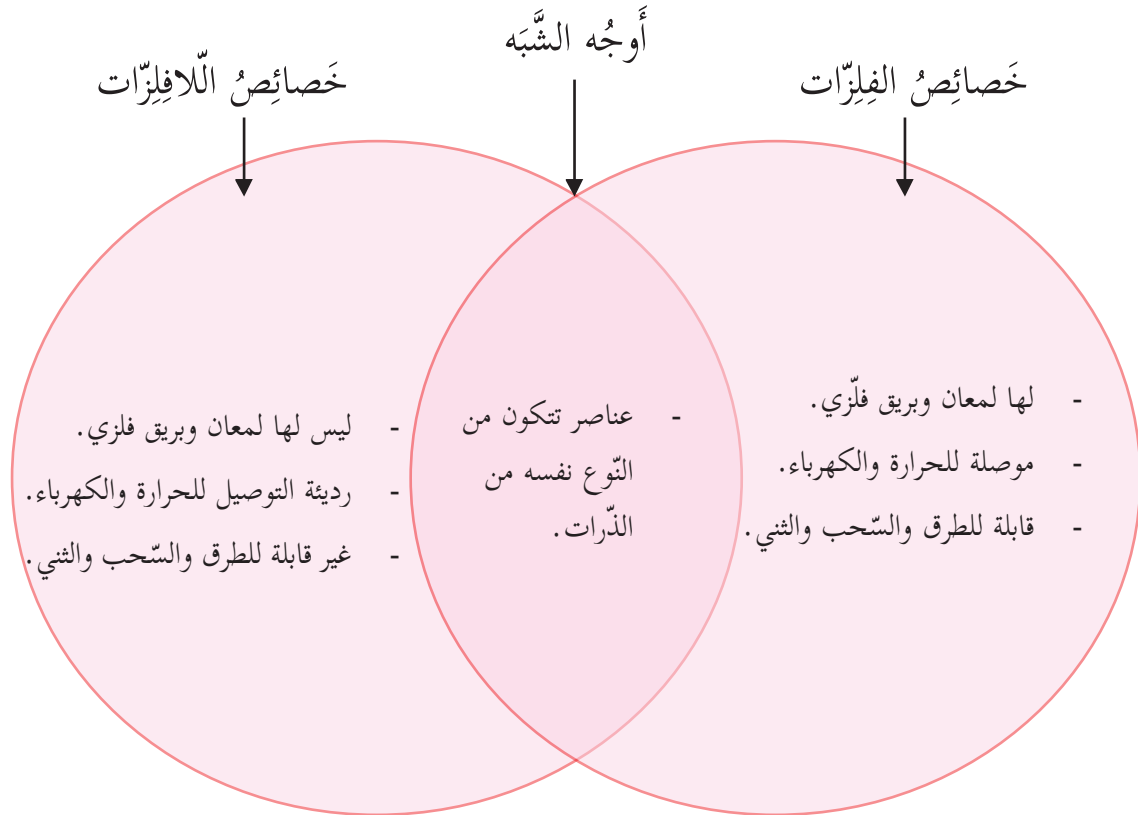 أَوجُه الشَّبَه
خَصائِصُ الفِلِزّات
خَصائِصُ الّلافِلِزّات
- لها لمعان وبريق فلّزي.
- موصلة للحرارة والكهرباء.
- قابلة للطرق والسّحب والثني.
- عناصر تتكون من
النّوع نفسه من
الذّرات.
- ليس لها لمعان وبريق فلزي.
- رديئة التوصيل للحرارة والكهرباء.
- غير قابلة للطرق والسّحب والثني.